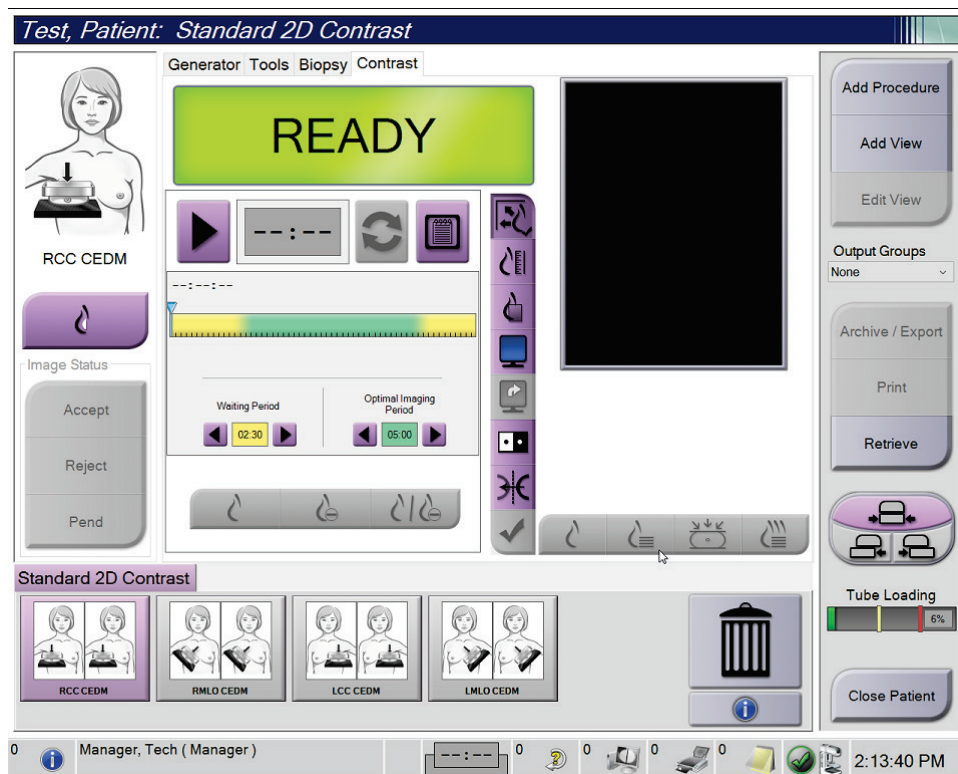 Test, Patient: Standard 2D Contrast
Generator Tools Biopsy Contrast
READY
--:--
--:--:--
Waiting Period
02:30
Optimal Imaging
Period
05:00
RCC CEDM
Image Status
Accept
Reject
Pend
Add Procedure
Add View
Edit View
Output Groups
None
Archive / Export
Print
Retrieve
Tube Loading
6%
Close Patient
Standard 2D Contrast
RCC CEDM
RMLO CEDM
LCC CEDM
LMLO CEDM
0 Manager, Tech ( Manager ) --:-- 0 0 0 0 2:13:40 PM